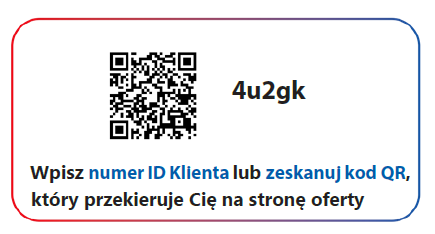 4u2gk
Wpisz numer ID Klienta lub zeskanuj kod QR,
który przekieruje Cię na stronę oferty